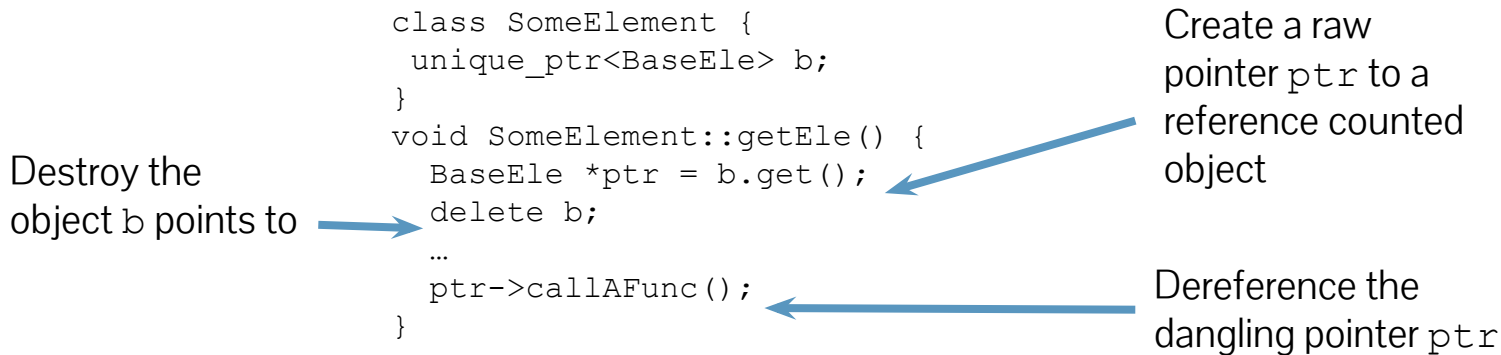 class SomeElement {
 unique_ptr<BaseEle> b;
}
void SomeElement::getEle() {
  BaseEle *ptr = b.get();
  delete b;
  …
  ptr->callAFunc();
}
Destroy the
object b points to
Create a raw
pointer ptr to a
reference counted
object
Dereference the
dangling pointer ptr